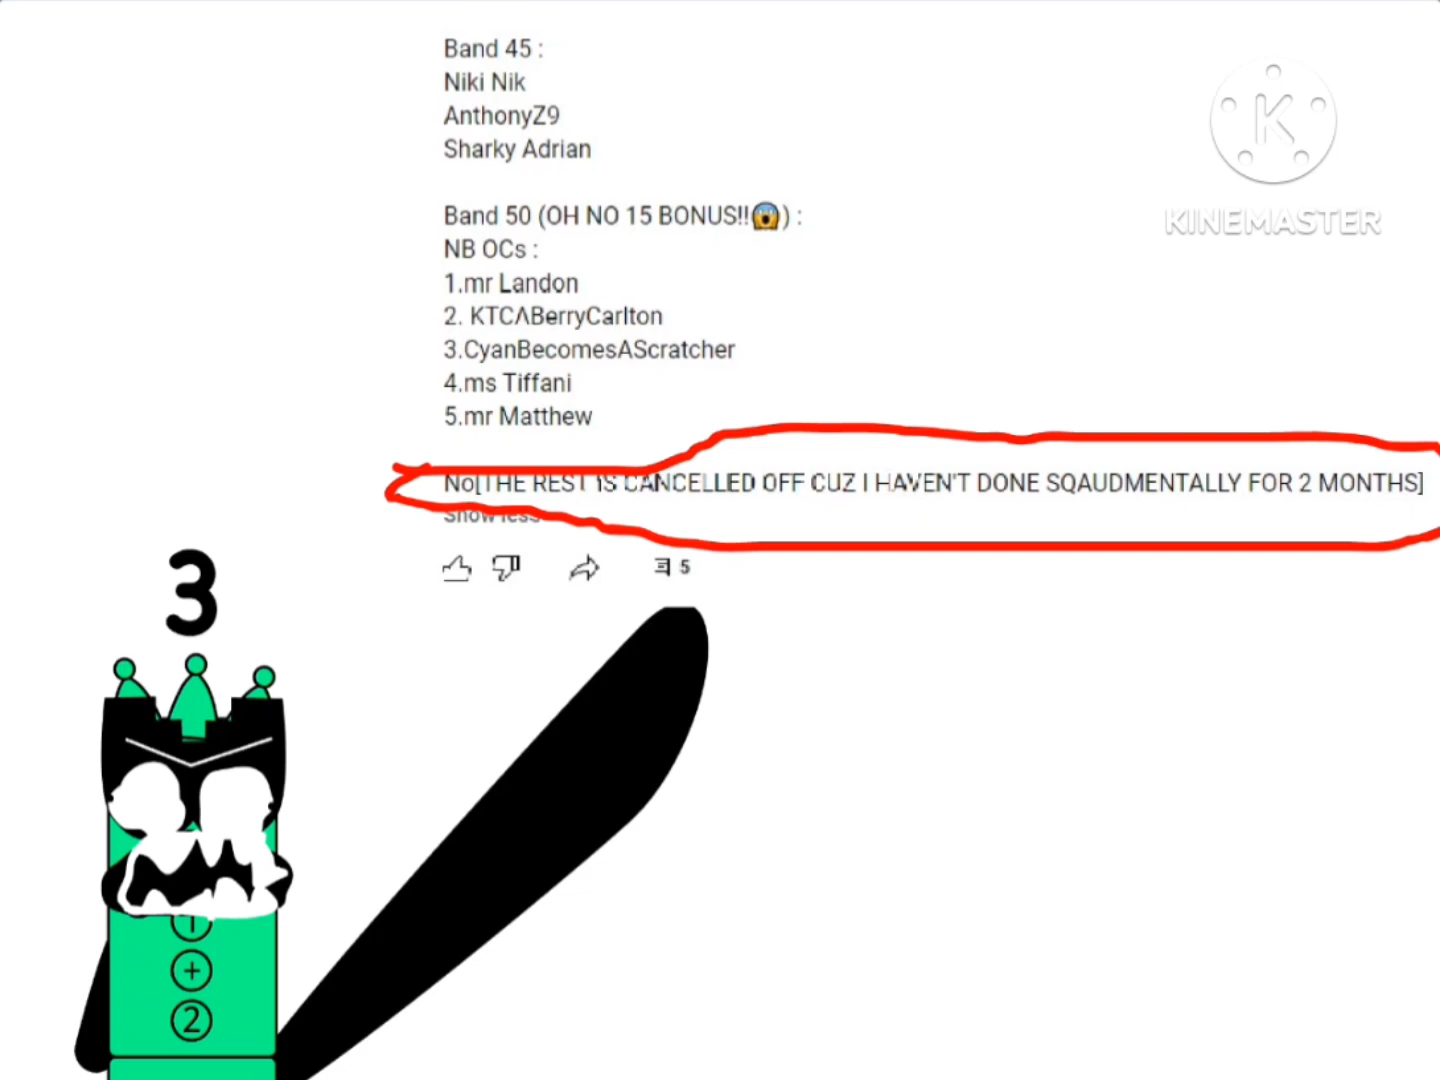 Band 45 :
Niki Nik
AnthonyZ9
Sharky Adrian
Band 50 (OH NO 15 BONUS!!😱) :
NB OCs :
1.mr Landon
2. KTCΛBerryCarlton
3.CyanBecomesAScratcher
4.ms Tiffani
5.mr Matthew
No[THE REST IS CANCELLED OFF CUZ I HAVEN'T DONE SQAUDMENTALLY FOR 2 MONTHS]
Show less
5
K
KINEMASTER
3
1
+
2